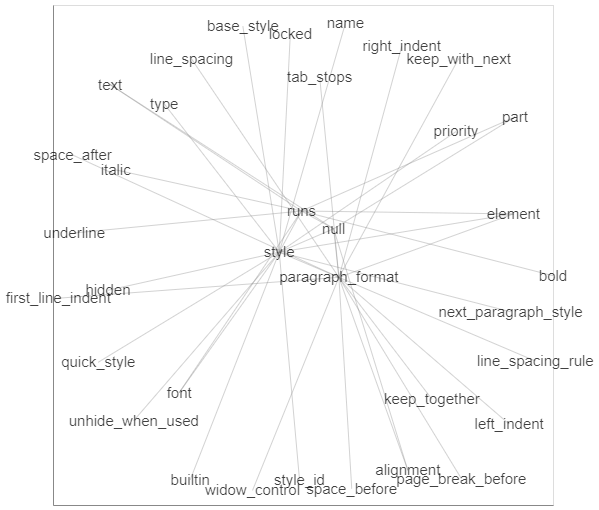 name
base_style
locked
right_indent
line_spacing
keep_with_next
tab_stops
text
type
part
priority
space_after
italic
runs
element
null
underline
style
paragraph_format
bold
hidden
first_line_indent
next_paragraph_style
quick_style
line_spacing_rule
font
keep_together
unhide_when_used
left_indent
alignment
builtin
style_id
page_break_before
widow_control
space_before